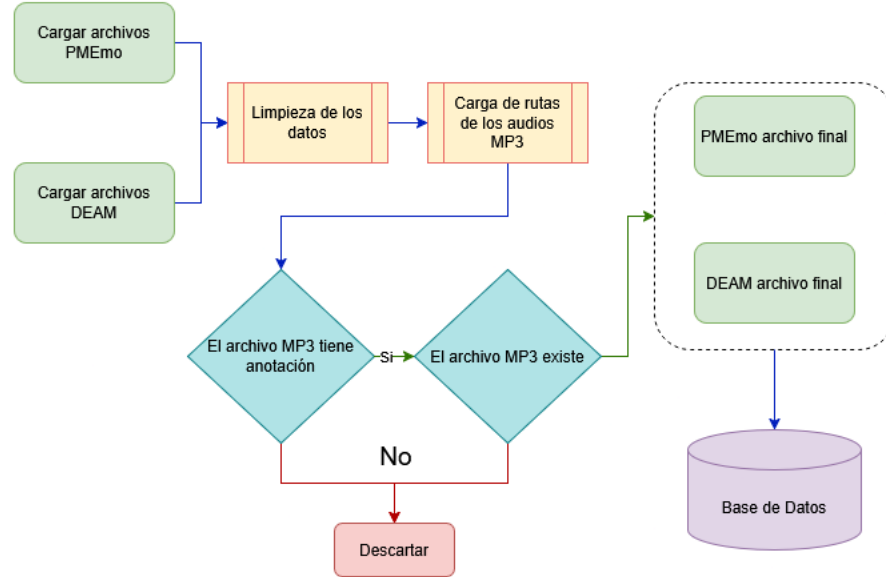 Cargar archivos
PMEmo
Limpieza de los
datos
Carga de rutas
de los audios
MP3
PMEmo archivo final
Cargar archivos
DEAM
DEAM archivo final
El archivo MP3 tiene
anotación
Si
El archivo MP3 existe
No
Descartar
Base de Datos